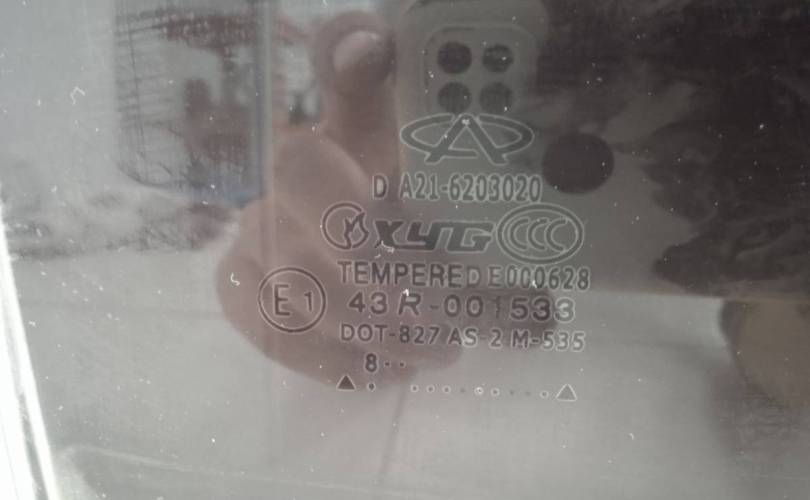 D A21-6203020
XYG CCC
TEMPERED E000628
E1 43R-001533
DOT-827 AS-2 M-535
8··